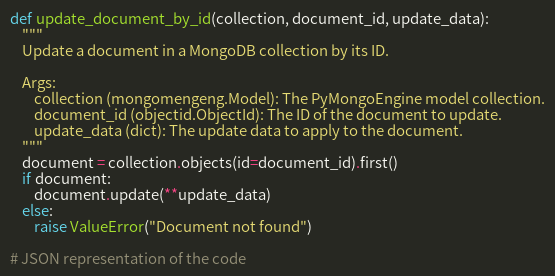 def update_document_by_id(collection, document_id, update_data):
    """
    Update a document in a MongoDB collection by its ID.

    Args:
        collection (mongomengeng.Model): The PyMongoEngine model collection.
        document_id (objectid.ObjectId): The ID of the document to update.
        update_data (dict): The update data to apply to the document.
    """
    document = collection.objects(id=document_id).first()
    if document:
        document.update(**update_data)
    else:
        raise ValueError("Document not found")

# JSON representation of the code